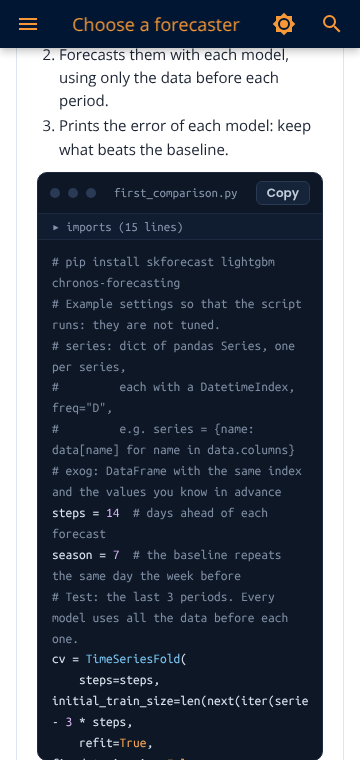 Choose a forecaster
2. Forecasts them with each model,
using only the data before each
period.
3. Prints the error of each model: keep
what beats the baseline.
first_comparison.py
Copy
▸ imports (15 lines)
# pip install skforecast lightgbm
chronos-forecasting
# Example settings so that the script
runs: they are not tuned.
# series: dict of pandas Series, one
per series,
#         each with a DatetimeIndex,
freq="D",
#         e.g. series = {name:
data[name] for name in data.columns}
# exog: DataFrame with the same index
and the values you know in advance
steps = 14  # days ahead of each
forecast
season = 7  # the baseline repeats
the same day the week before
# Test: the last 3 periods. Every
model uses all the data before each
one.
cv = TimeSeriesFold(
    steps=steps,
initial_train_size=len(next(iter(serie
- 3 * steps,
    refit=True,